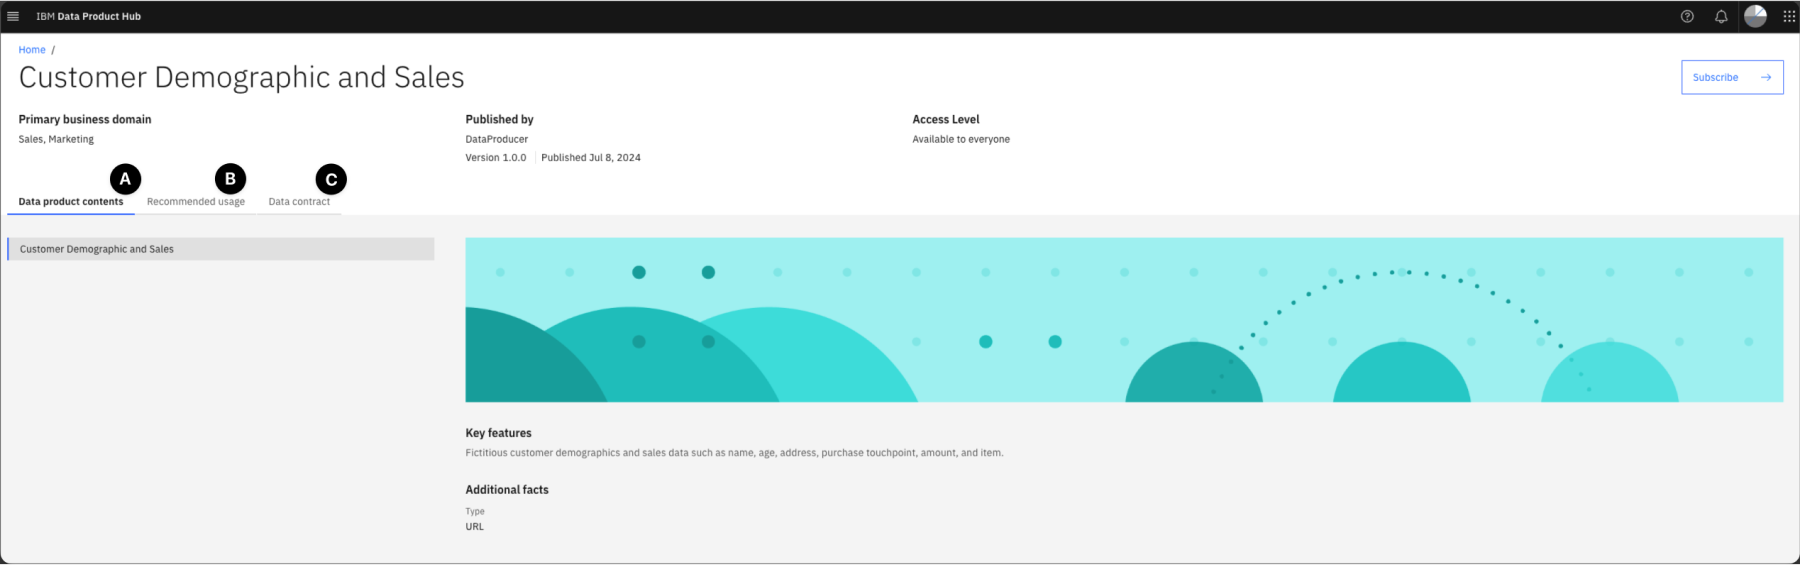 IBM Data Product Hub
Home /
Customer Demographic and Sales
Subscribe
Primary business domain
Sales, Marketing
Published by
DataProducer
Version 1.0.0 Published Jul 8, 2024
Access Level
Available to everyone
A B C
Data product contents Recommended usage Data contract
Customer Demographic and Sales
Key features
Fictitious customer demographics and sales data such as name, age, address, purchase touchpoint, amount, and item.
Additional facts
Type
URL